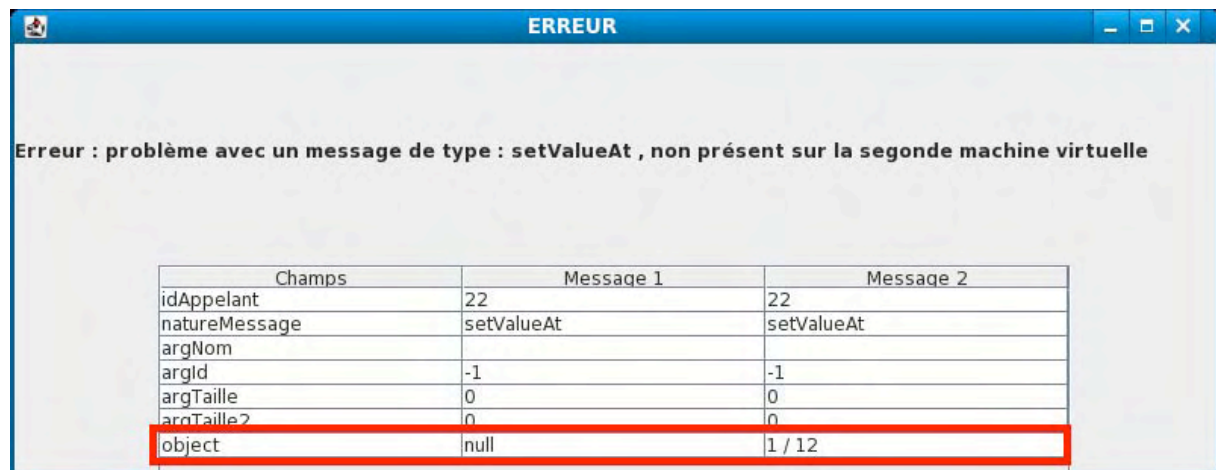 ERREUR
Erreur : problème avec un message de type : setValueAt , non présent sur la segonde machine virtuelle
Champs Message 1 Message 2
idAppelant 22 22
natureMessage setValueAt setValueAt
argNom
argId -1 -1
argTaille 0 0
argTaille2 0 0
object null 1 / 12